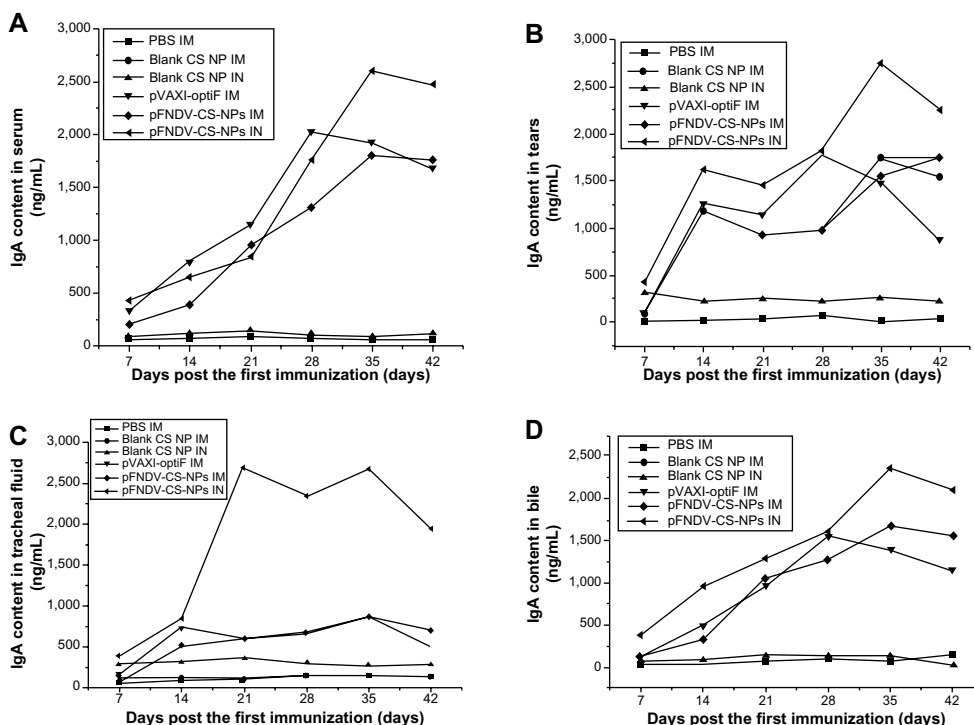 A
PBS IM
Blank CS NP IM
Blank CS NP IN
pVAXI-optiF IM
pFNDV-CS-NPs IM
pFNDV-CS-NPs IN
IgA content in serum
(ng/mL)
3,000
2,500
2,000
1,500
1,000
500
0
7 14 21 28 35 42
Days post the first immunization (days)
B
PBS IM
Blank CS NP IM
Blank CS NP IN
pVAXI-optiF IM
pFNDV-CS-NPs IM
pFNDV-CS-NPs IN
IgA content in tears
(ng/mL)
3,000
2,500
2,000
1,500
1,000
500
0
7 14 21 28 35 42
Days post the first immunization (days)
C
PBS IM
Blank CS NP IM
Blank CS NP IN
pVAXI-optiF IM
pFNDV-CS-NPs IM
pFNDV-CS-NPs IN
IgA content in tracheal fluid
(ng/mL)
3,000
2,500
2,000
1,500
1,000
500
0
7 14 21 28 35 42
Days post the first immunization (days)
D
PBS IM
Blank CS NP IM
Blank CS NP IN
pVAXI-optiF IM
pFNDV-CS-NPs IM
pFNDV-CS-NPs IN
IgA content in bile
(ng/mL)
2,500
2,000
1,500
1,000
500
0
7 14 21 28 35 42
Days post the first immunization (days)